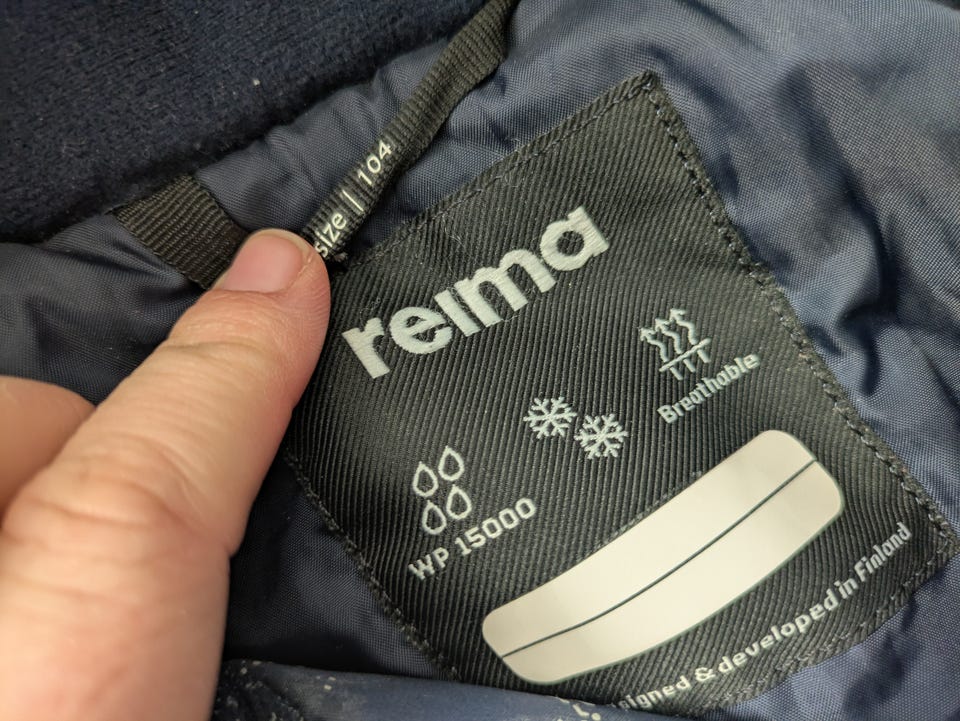 size | 104
reima
Breathable
WP 15000
& developed in Finland